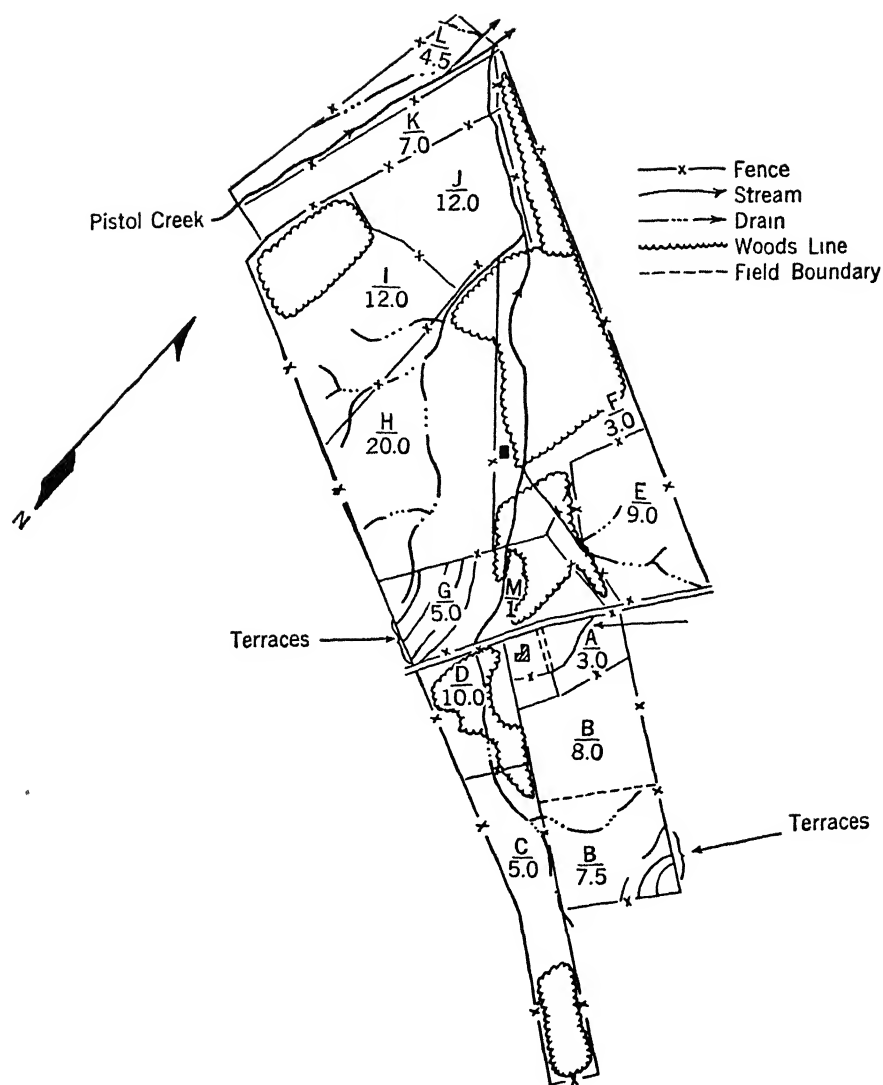 L
4.5
K
7.0
J
12.0
Pistol Creek
I
12.0
Fence
Stream
Drain
Woods Line
Field Boundary
N
H
20.0
F
3.0
E
9.0
G
5.0
M
1
Terraces
A
3.0
D
10.0
B
8.0
Terraces
C
5.0
B
7.5